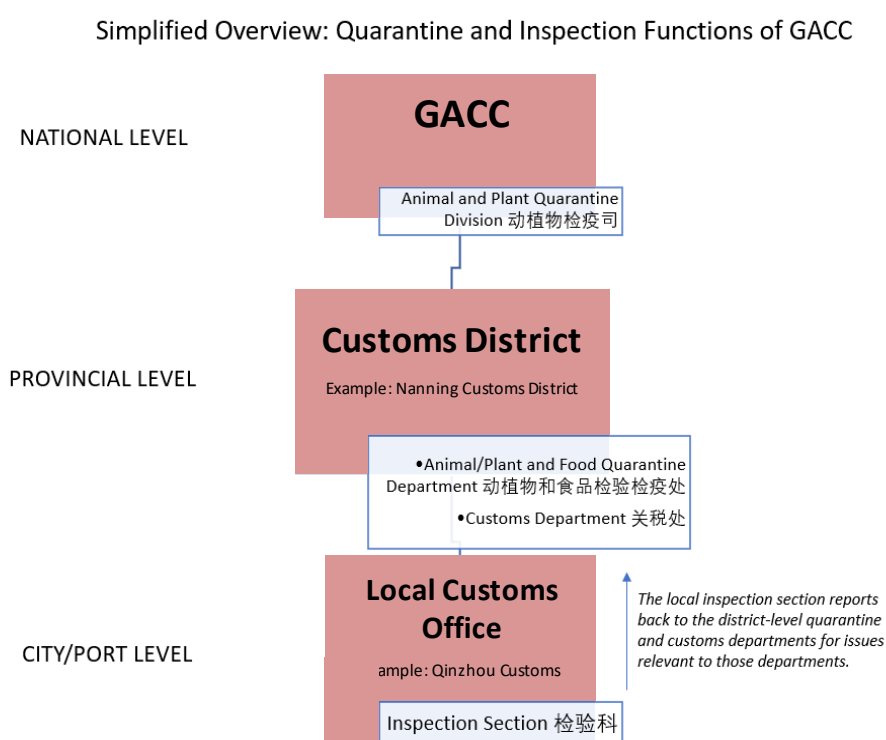 Simplified Overview: Quarantine and Inspection Functions of GACC
NATIONAL LEVEL
GACC
Animal and Plant Quarantine
Division 动植物检疫司
PROVINCIAL LEVEL
Customs District
Example: Nanning Customs District
•Animal/Plant and Food Quarantine
Department 动植物和食品检验检疫处
•Customs Department 关税处
CITY/PORT LEVEL
Local Customs
Office
ample: Qinzhou Customs
Inspection Section 检验科
The local inspection section reports
back to the district-level quarantine
and customs departments for issues
relevant to those departments.